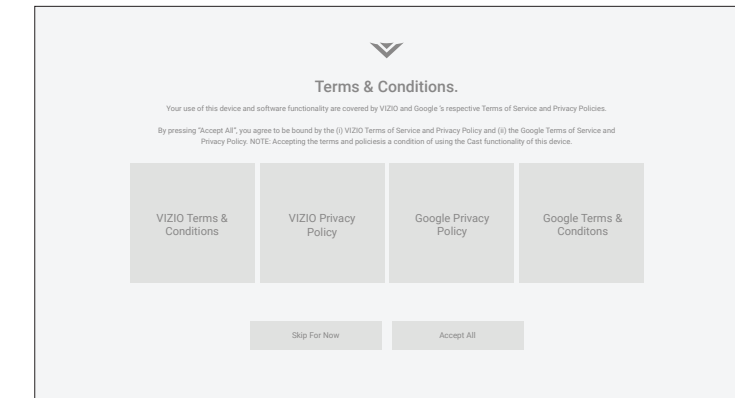 Terms & Conditions.
Your use of this device and software functionality are covered by VIZIO and Google 's respective Terms of Service and Privacy Policies.
By pressing "Accept All", you agree to be bound by the (i) VIZIO Terms of Service and Privacy Policy and (ii) the Google Terms of Service and
Privacy Policy. NOTE: Accepting the terms and policiesis a condition of using the Cast functionality of this device.
VIZIO Terms &
Conditions
VIZIO Privacy
Policy
Google Privacy
Policy
Google Terms &
Conditons
Skip For Now
Accept All